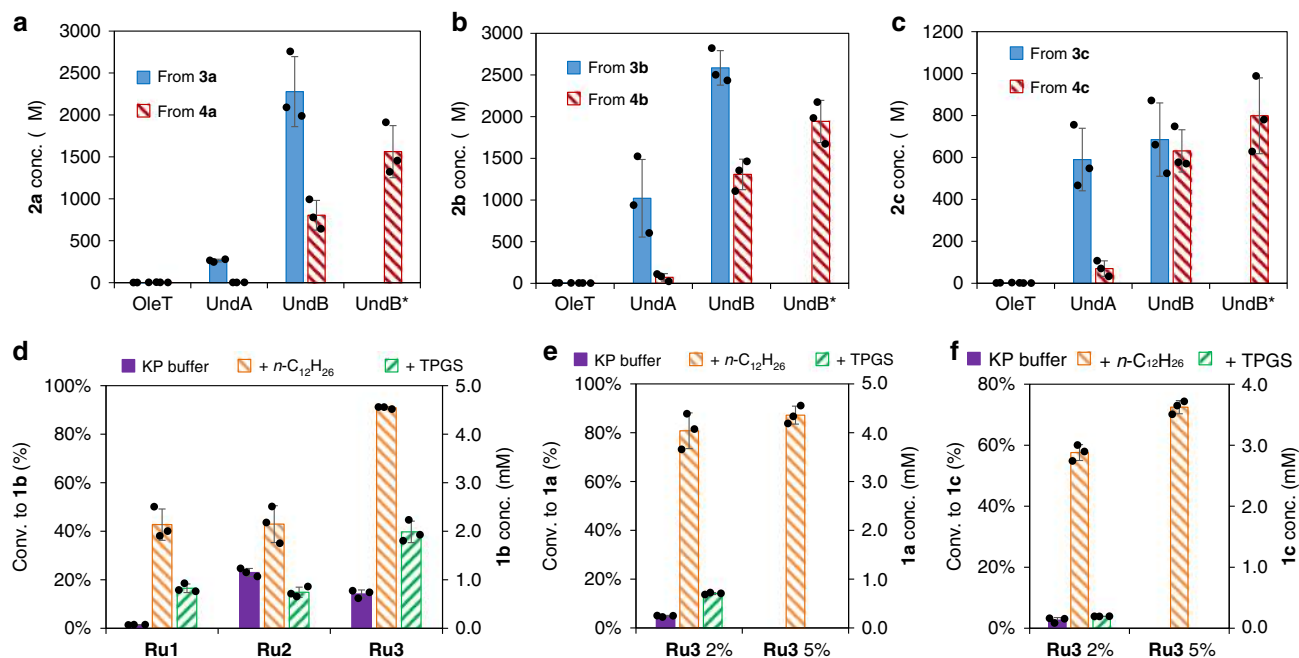 a
2a conc. ( M)
3000
2500
2000
1500
1000
500
0
From 3a
From 4a
OleT UndA UndB UndB*
b
2b conc. ( M)
3000
2500
2000
1500
1000
500
0
From 3b
From 4b
OleT UndA UndB UndB*
c
2c conc. ( M)
1200
1000
800
600
400
200
0
From 3c
From 4c
OleT UndA UndB UndB*
d
KP buffer + n-C12H26 + TPGS
Conv. to 1b (%)
100%
80%
60%
40%
20%
0%
5.0
4.0
3.0
2.0
1.0
0.0
1b conc. (mM)
Ru1 Ru2 Ru3
e
KP buffer + n-C12H26 + TPGS
Conv. to 1a (%)
100%
80%
60%
40%
20%
0%
5.0
4.0
3.0
2.0
1.0
0.0
1a conc. (mM)
Ru3 2% Ru3 5%
f
KP buffer + n-C12H26 + TPGS
Conv. to 1c (%)
80%
60%
40%
20%
0%
4.0
3.0
2.0
1.0
0.0
1c conc. (mM)
Ru3 2% Ru3 5%